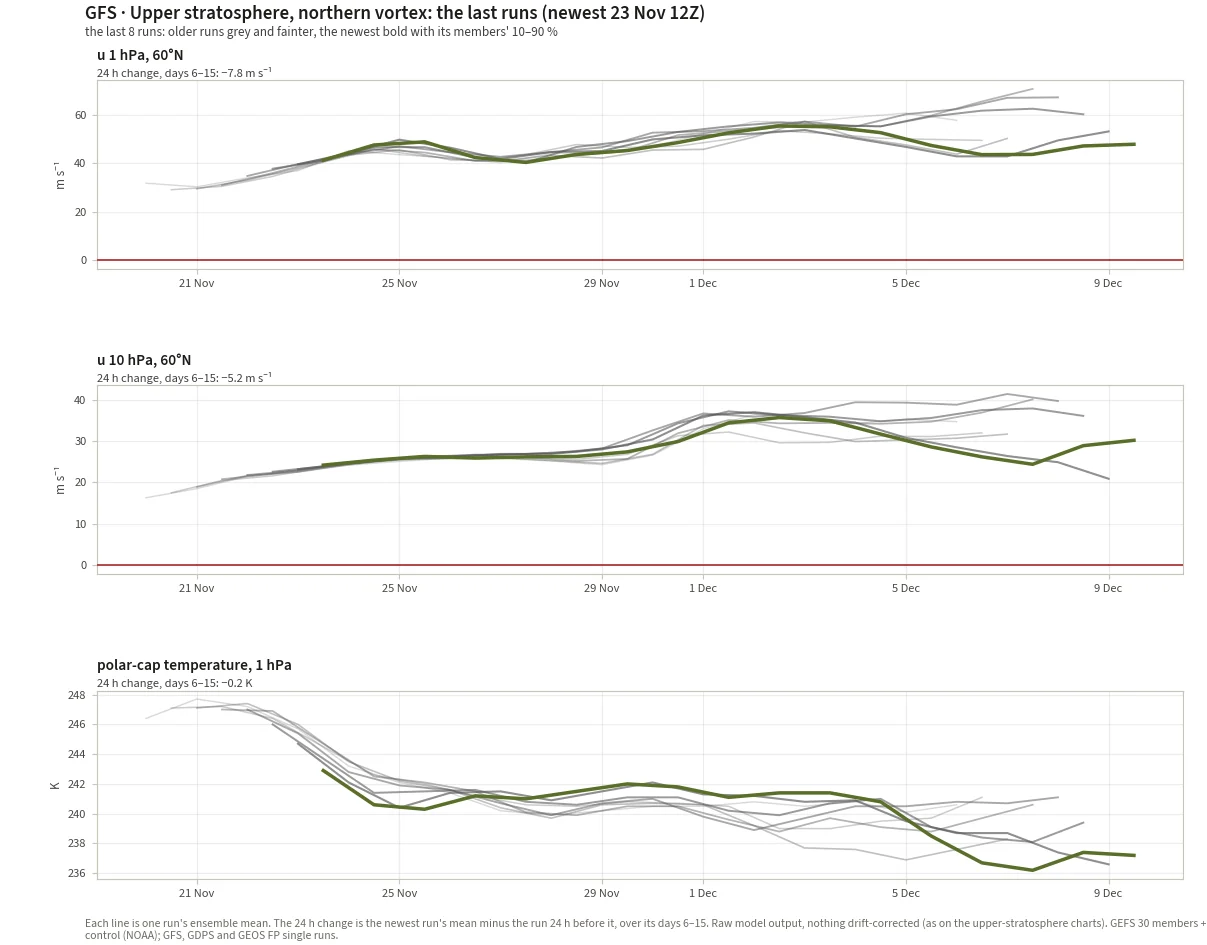 GFS · Upper stratosphere, northern vortex: the last runs (newest 23 Nov 12Z)
the last 8 runs: older runs grey and fainter, the newest bold with its members' 10–90 %
u 1 hPa, 60°N
24 h change, days 6–15: −7.8 m s⁻¹
60
40
20
0
m s⁻¹
21 Nov
25 Nov
29 Nov
1 Dec
5 Dec
9 Dec
u 10 hPa, 60°N
24 h change, days 6–15: −5.2 m s⁻¹
40
30
20
10
0
m s⁻¹
21 Nov
25 Nov
29 Nov
1 Dec
5 Dec
9 Dec
polar-cap temperature, 1 hPa
24 h change, days 6–15: −0.2 K
248
246
244
242
240
238
236
K
21 Nov
25 Nov
29 Nov
1 Dec
5 Dec
9 Dec
Each line is one run's ensemble mean. The 24 h change is the newest run's mean minus the run 24 h before it, over its days 6–15. Raw model output, nothing drift-corrected (as on the upper-stratosphere charts). GEFS 30 members +
control (NOAA); GFS, GDPS and GEOS FP single runs.